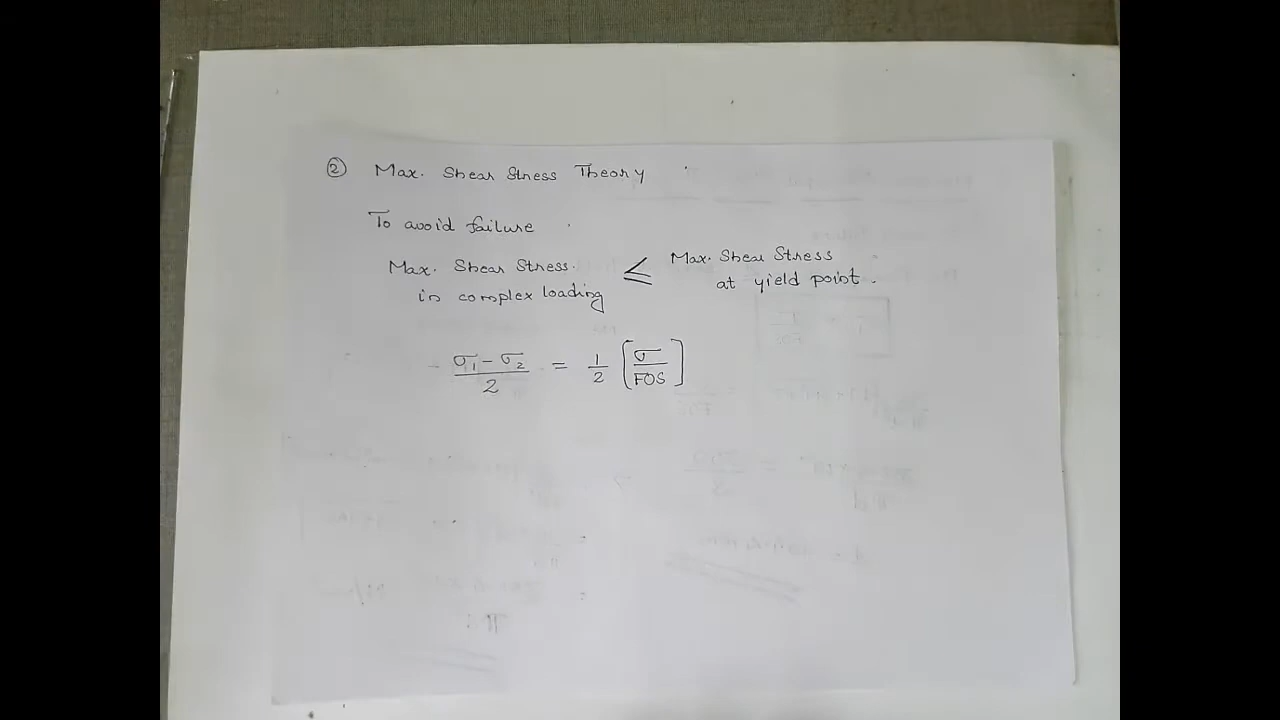 ② Max. Shear Stress Theory
To avoid failure
Max. Shear Stress. ≤ Max. Shear Stress
in complex loading at yield point.
σ₁ - σ₂ / 2 = 1/2 [σ / FOS]